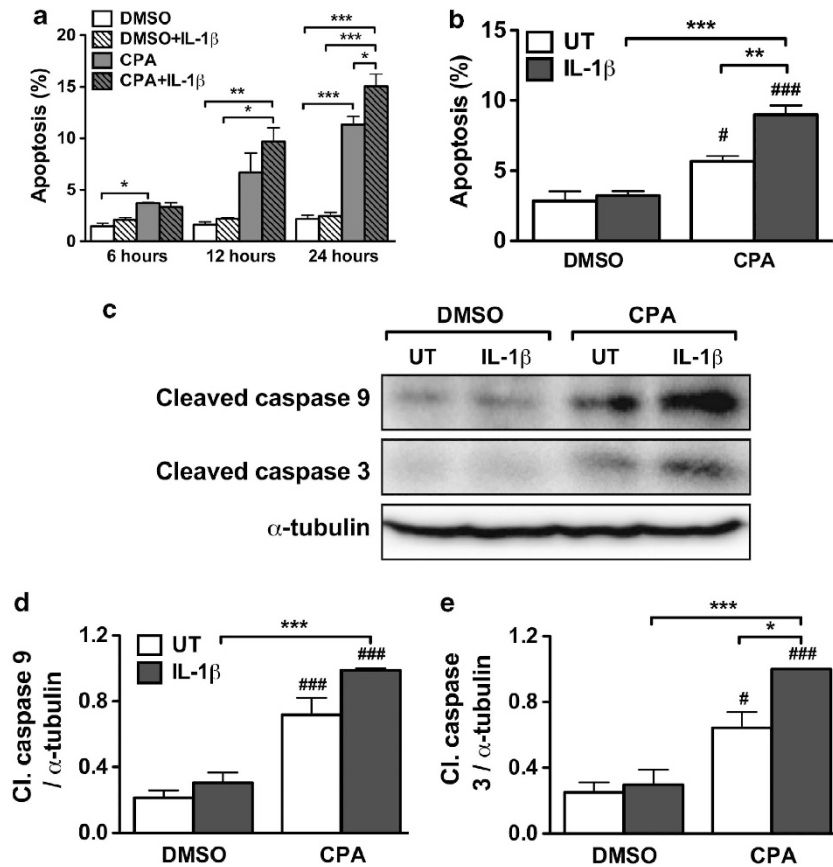 a
DMSO
DMSO+IL-1β
CPA
CPA+IL-1β
Apoptosis (%)
20
15
10
5
0
6 hours 12 hours 24 hours
*
** 
*
***
***
*
***
b
UT
IL-1β
Apoptosis (%)
15
10
5
0
DMSO CPA
***
**
#
###
c
DMSO CPA
UT IL-1β UT IL-1β
Cleaved caspase 9
Cleaved caspase 3
α-tubulin
d
UT
IL-1β
Cl. caspase 9
/ α-tubulin
1.2
0.8
0.4
0.0
DMSO CPA
***
###
###
e
Cl. caspase
3 / α-tubulin
1.2
0.8
0.4
0.0
DMSO CPA
***
*
#
###